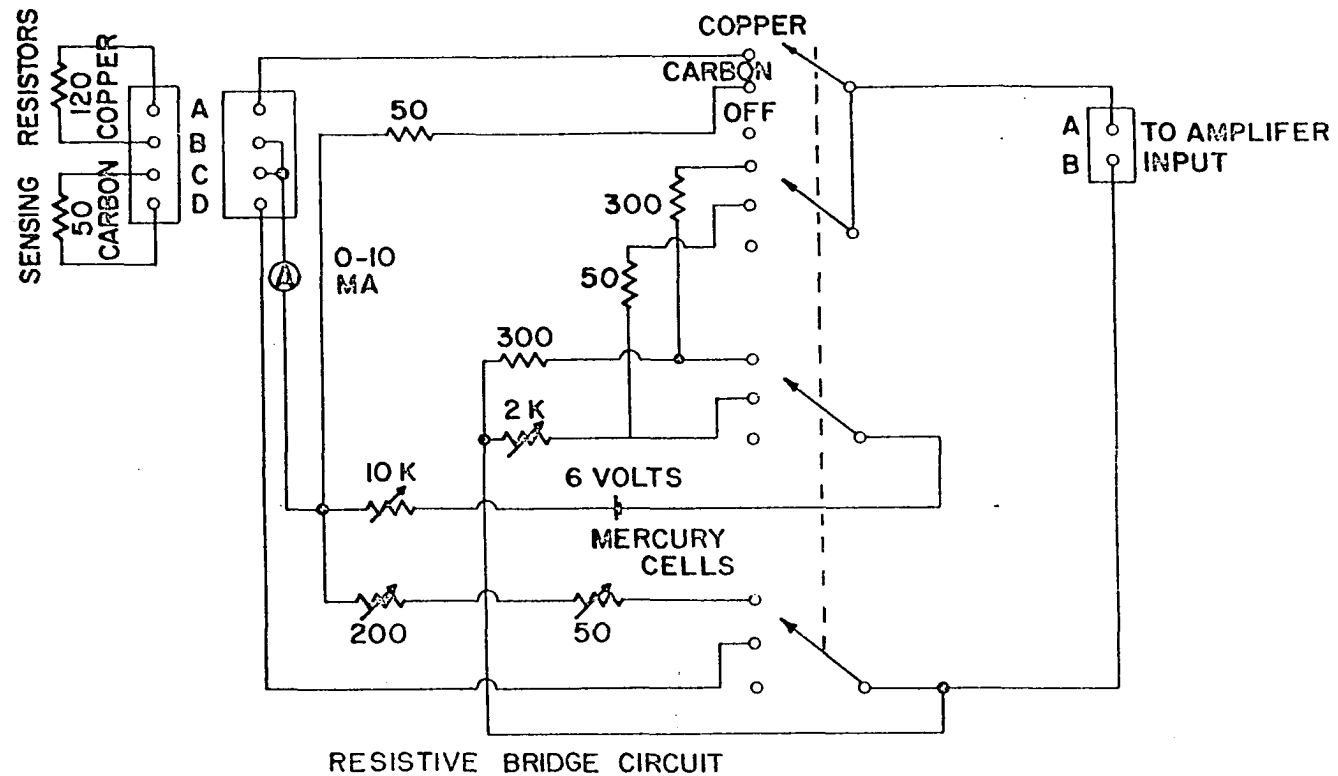 SENSING RESISTORS
120
COPPER
50
CARBON
A
B
C
D
0-10
MA
A
50
COPPER
CARBON
OFF
300
50
300
2 K
10 K
6 VOLTS
MERCURY
CELLS
200
50
A
B
TO AMPLIFER
INPUT
RESISTIVE BRIDGE CIRCUIT